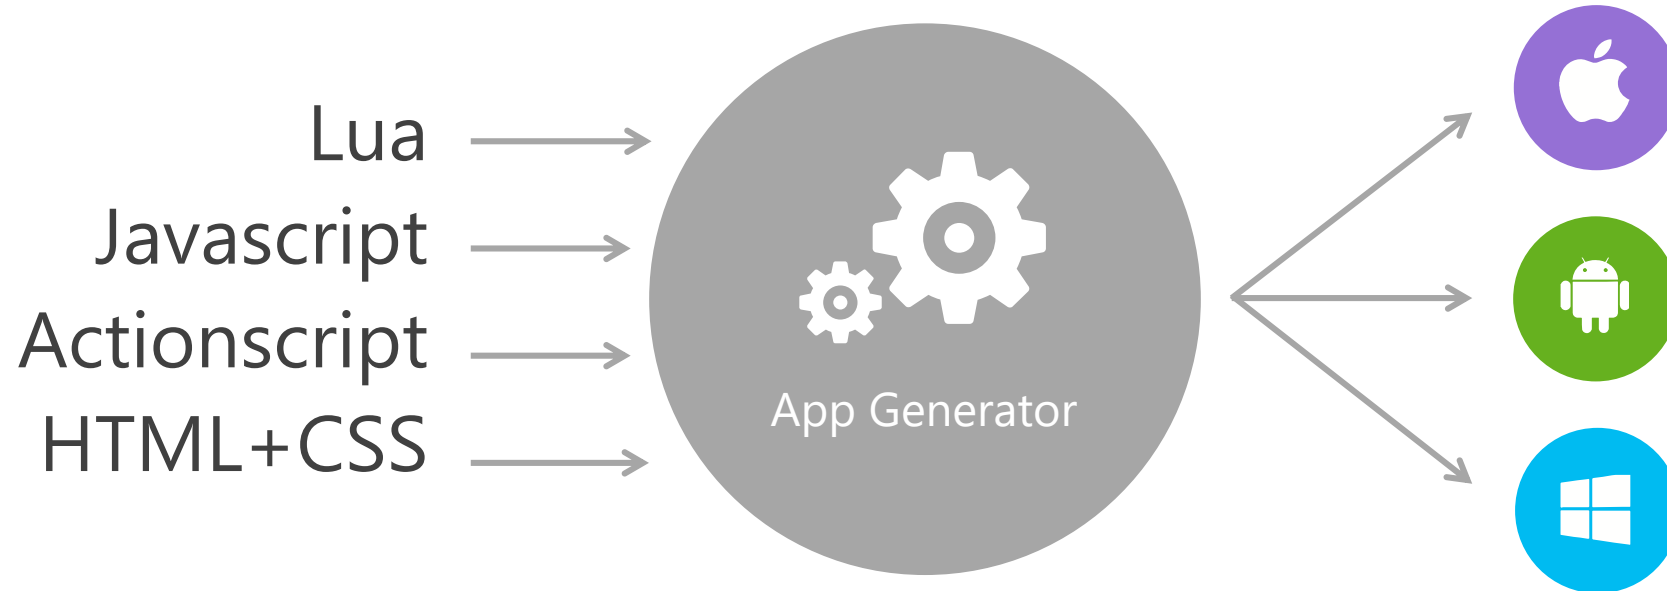 Lua
Javascript
Actionscript
HTML+CSS
App Generator